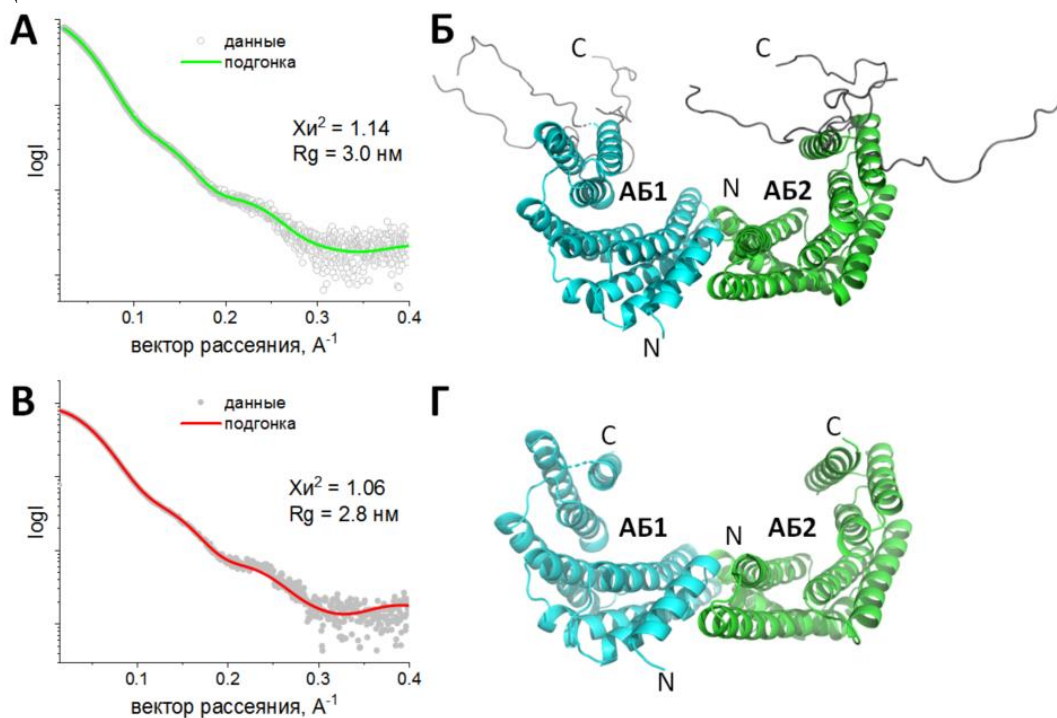 А
данные
подгонка
Хи² = 1.14
Rg = 3.0 нм
logI
0.1 0.2 0.3 0.4
вектор рассеяния, А⁻¹
Б
С С
АБ1 N АБ2
N
В
данные
подгонка
Хи² = 1.06
Rg = 2.8 нм
logI
0.1 0.2 0.3 0.4
вектор рассеяния, А⁻¹
Г
С С
АБ1 N АБ2
N